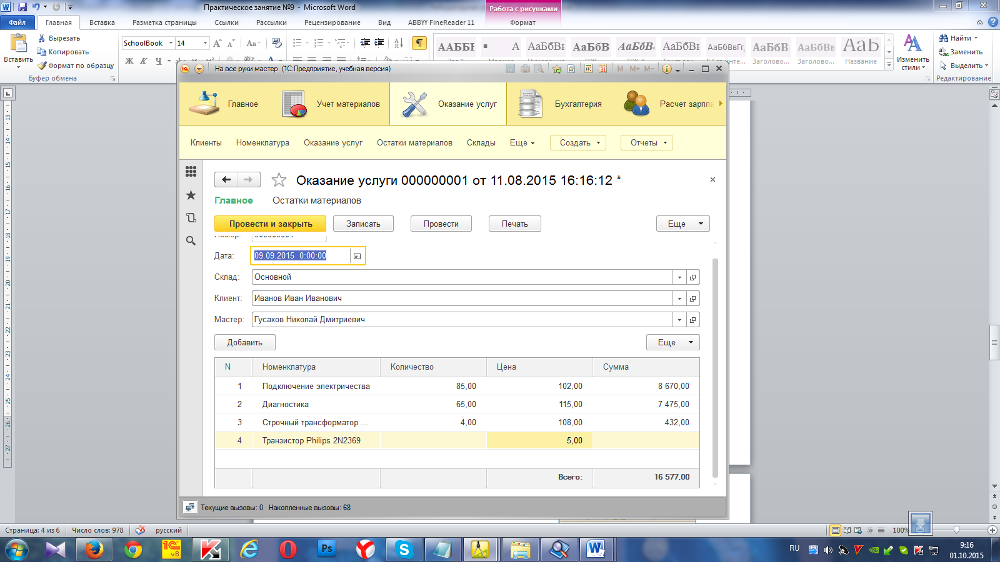 Практическое занятие №9 - Microsoft Word
Работа с рисунками
Файл Главная Вставка Разметка страницы Ссылки Рассылки Рецензирование Вид ABBYY FineReader 11 Формат
Вставить
Вырезать
Копировать
Формат по образцу
Буфер обмена
SchoolBook 14
Ж К Ч
ААББЕ А АаБбВв АаБбВ АаБбВ АаБбВв АаБбВвГг АаБбВ АаБбВв АаБ
Заголово... Заголово... Название
Изменить стили
Найти
Заменить
Выделить
Редактирование
На все руки мастер (1С:Предприятие, учебная версия)
M M+ M-
Главное Учет материалов Оказание услуг Бухгалтерия Расчет зарпла
Клиенты Номенклатура Оказание услуг Остатки материалов Склады Еще Создать Отчеты
Оказание услуги 000000001 от 11.08.2015 16:16:12 *
Главное Остатки материалов
Провести и закрыть Записать Провести Печать Еще
Номер: 000000001
Дата: 09.09.2015 0:00:00
Склад: Основной
Клиент: Иванов Иван Иванович
Мастер: Гусаков Николай Дмитриевич
Добавить Еще
N Номенклатура Количество Цена Сумма
1 Подключение электричества 85,00 102,00 8 670,00
2 Диагностика 65,00 115,00 7 475,00
3 Строчный трансформатор ... 4,00 108,00 432,00
4 Транзистор Philips 2N2369 5,00
Всего: 16 577,00
Текущие вызовы: 0 Накопленные вызовы: 68
Страница: 4 из 6 Число слов: 978 русский 100%
RU 9:16
01.10.2015